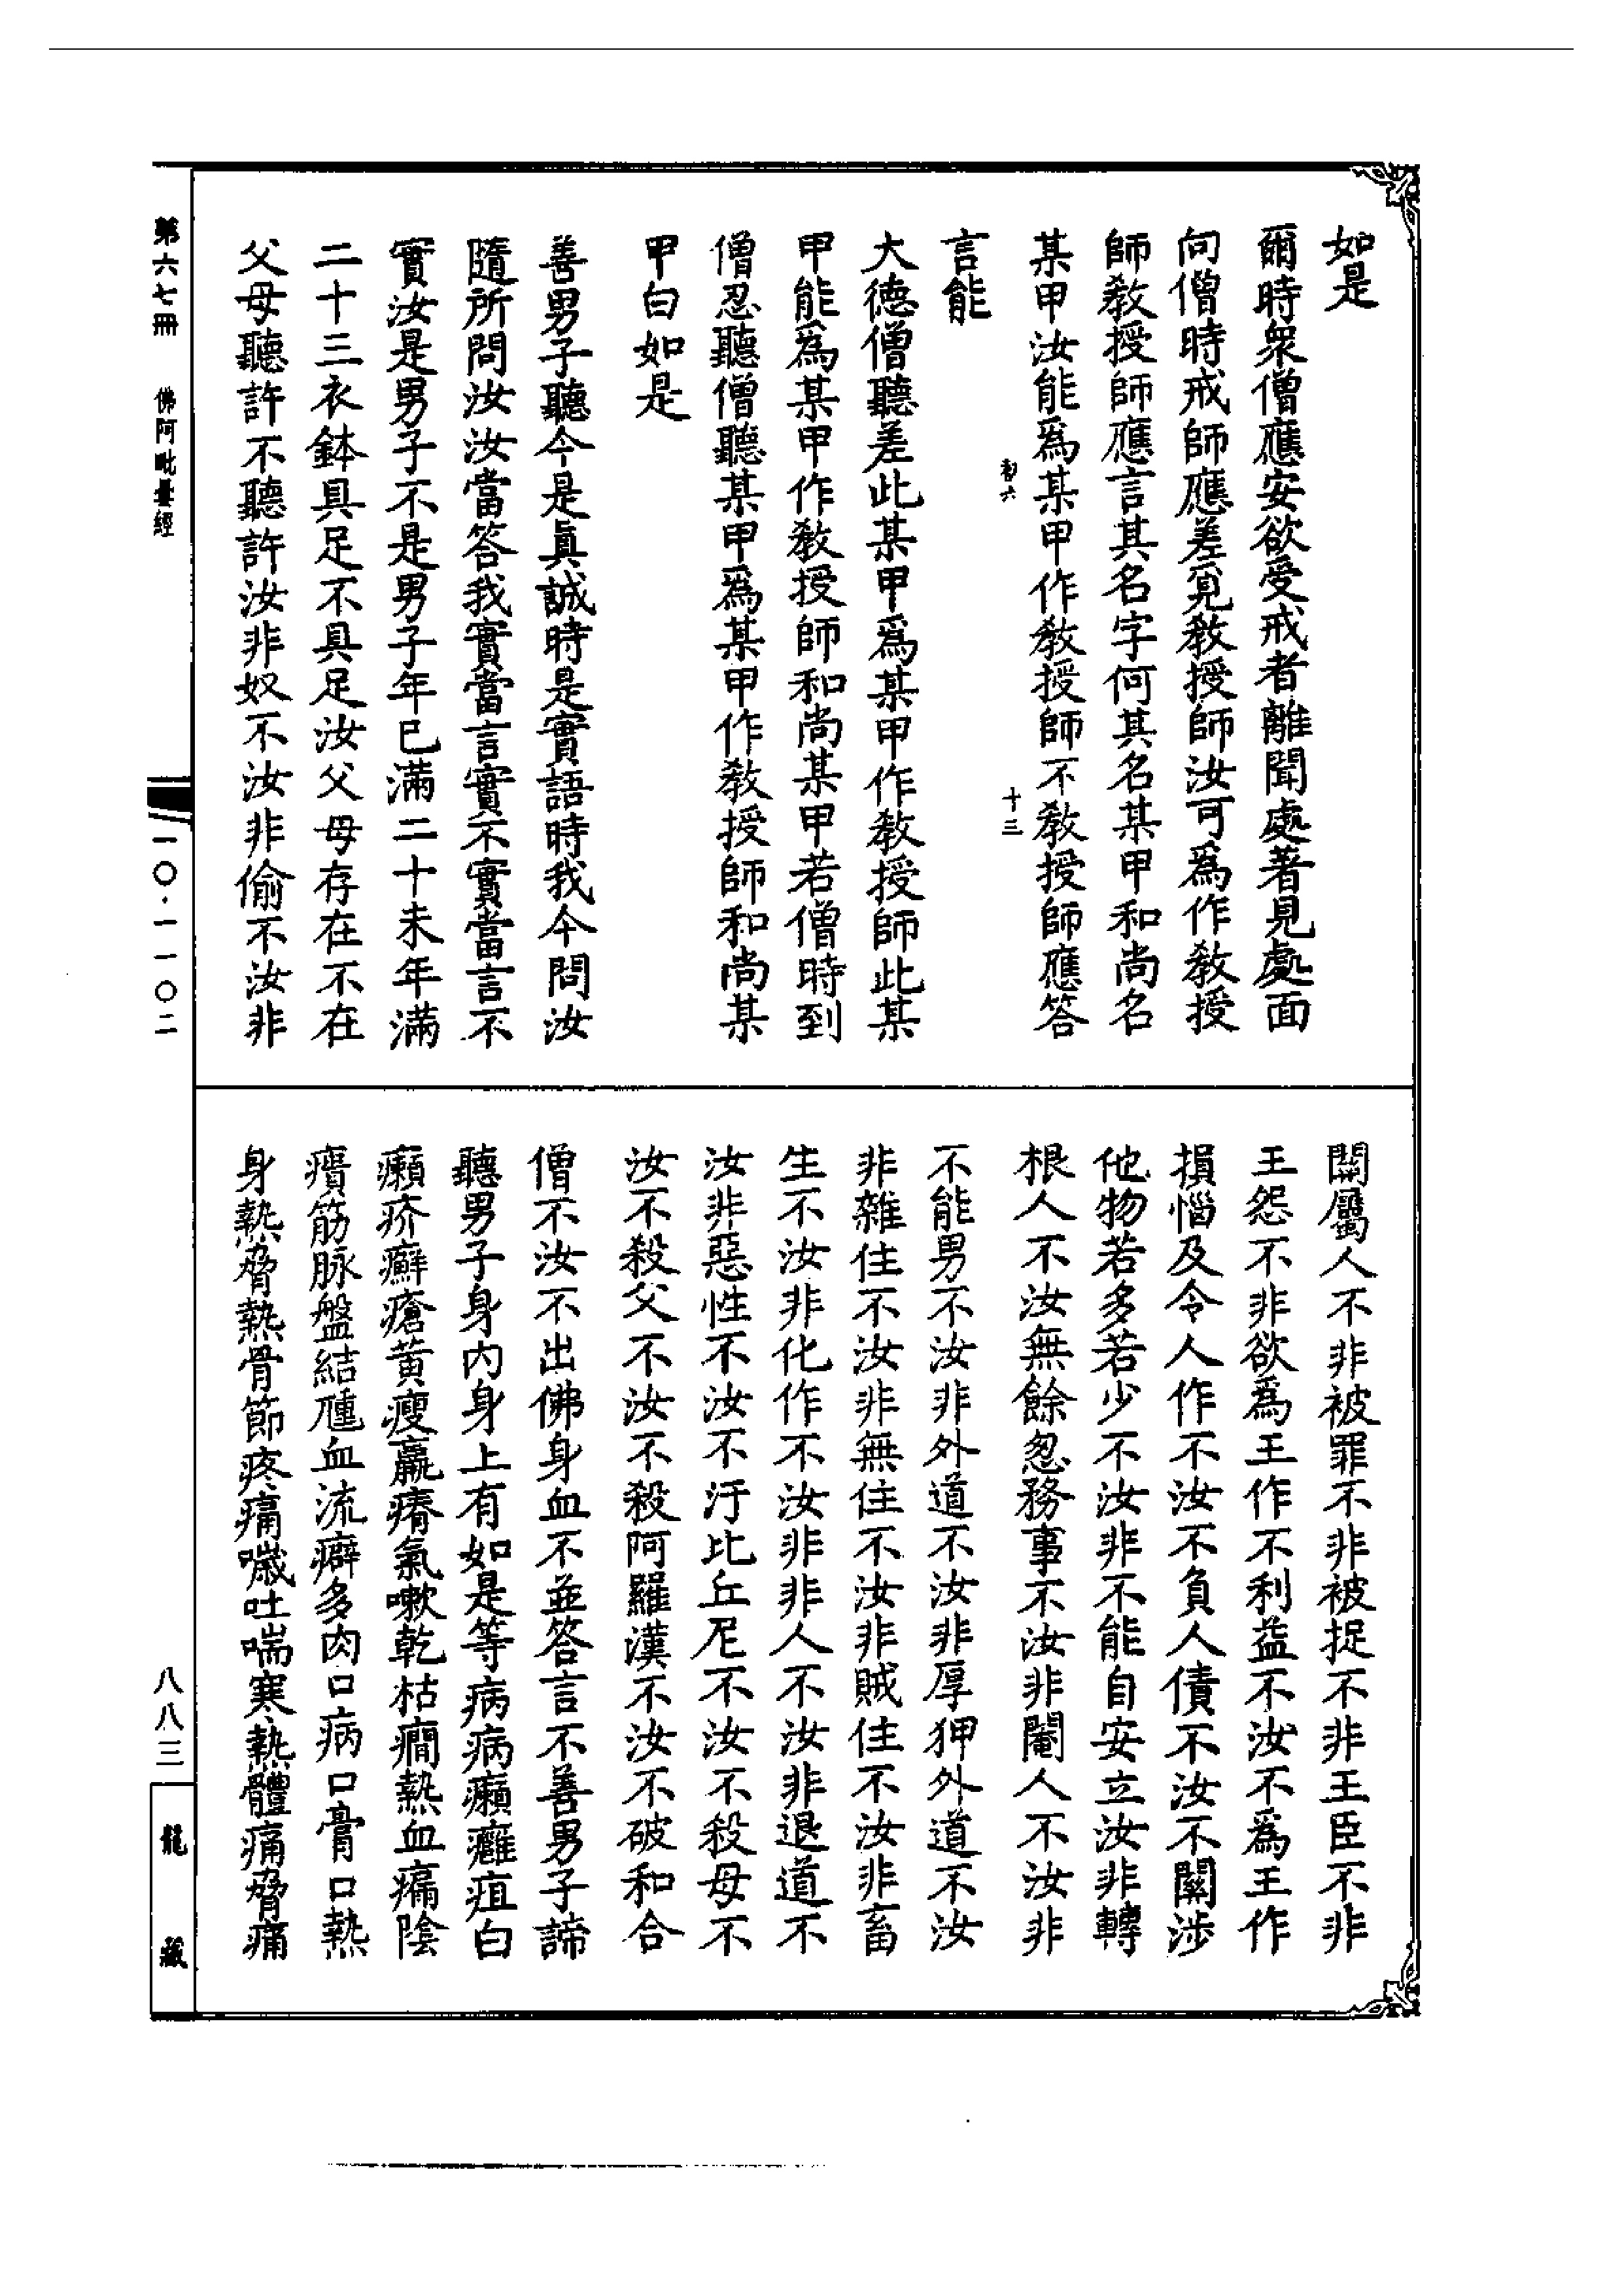 如是
爾時衆僧應安欲受戒者離聞處著見處面
向僧時戒師應差覓教授師汝可爲作教授
師教授師應言其名字何其名某甲和尚名
某甲汝能爲某甲作教授師不教授師應答
初六 十三
言能
大德僧聽差此某甲爲某甲作教授師此某
甲能爲某甲作教授師和尚某甲若僧時到
僧忍聽僧聽某甲爲某甲作教授師和尚某
甲白如是
善男子聽今是眞誠時是實語時我今問汝
隨所問汝汝當答我實當言實不實當言不
實汝是男子不是男子年已滿二十未年滿
二十三衣鉢具足不具足汝父母存在不在
父母聽許不聽許汝非奴不汝非偷不汝非
關屬人不非被罪不非被捉不非王臣不非
王怨不非欲爲王作不利益不汝不爲王作
損惱及令人作不汝不負人債不汝不關涉
他物若多若少不汝非不能自安立汝非轉
根人不汝無餘怱務事不汝非閹人不汝非
不能男不汝非外道不汝非厚狎外道不汝
非雜住不汝非無住不汝非賊住不汝非畜
生不汝非化作不汝非非人不汝非退道不
汝非惡性不汝不汙比丘尼不汝不殺母不
汝不殺父不汝不殺阿羅漢不汝不破和合
僧不汝不出佛身血不並答言不善男子諦
聽男子身內身上有如是等病病癩癰疽白
癩疥癬瘡黃瘦羸瘠氣嗽乾枯癎熱血痛陰
㿉筋脉盤結尰血流癖多肉口病口膏口熱
身熱脅熱骨節疼痛噦吐喘寒熱體痛脅痛
第六七冊 佛阿毗曇經
一〇·一一〇二
八八三
龍藏